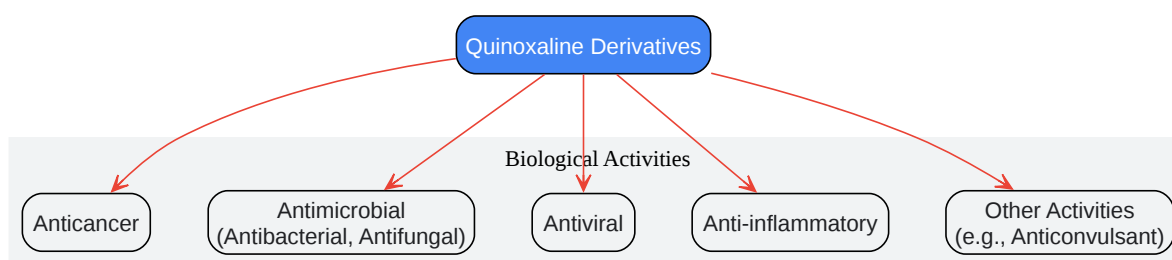 Quinoxaline Derivatives
Biological Activities
Anticancer
Antimicrobial
(Antibacterial, Antifungal)
Antiviral
Anti-inflammatory
Other Activities
(e.g., Anticonvulsant)